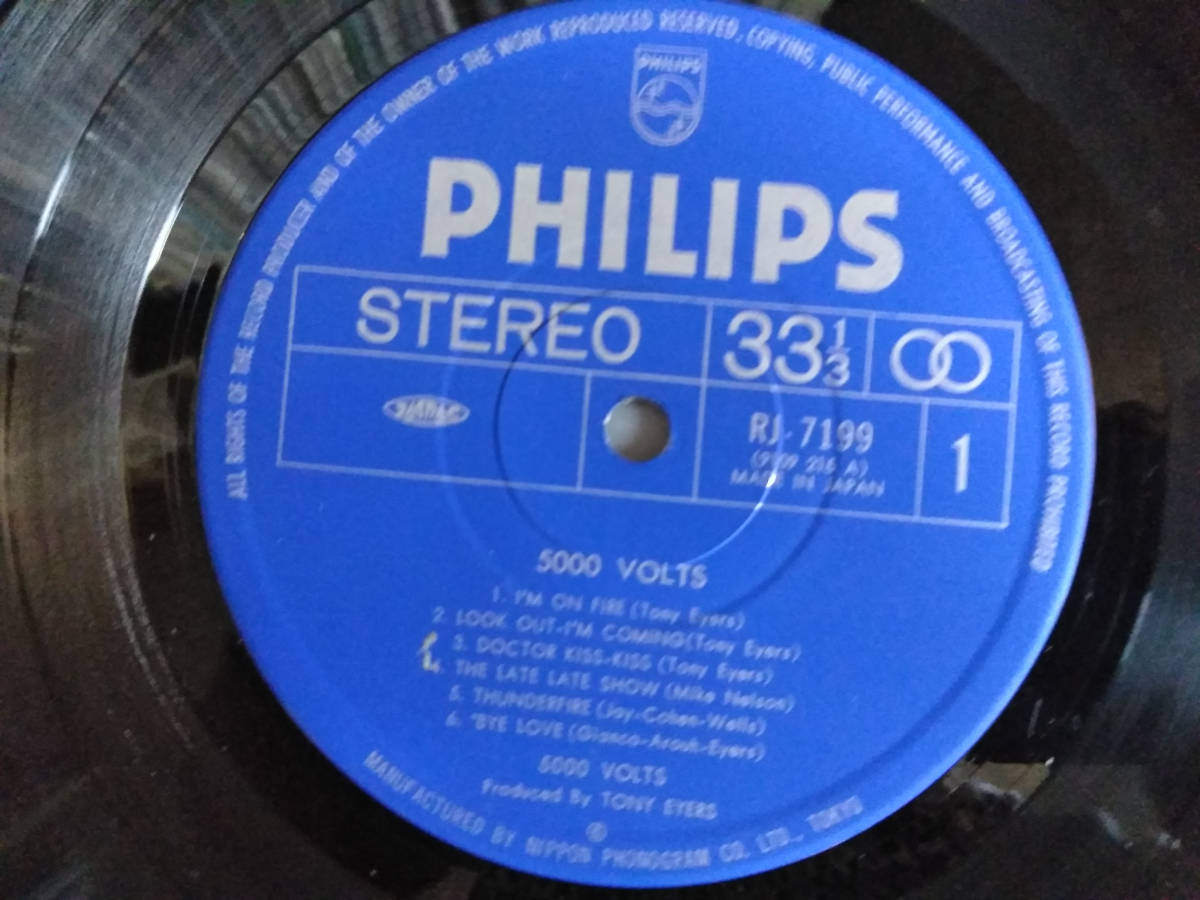 ALL RIGHTS OF THE RECORD PRODUCER AND OF THE OWNER OF THE WORK REPRODUCED RESERVED. COPYING, PUBLIC PERFORMANCE AND BROADCASTING OF THIS RECORD PROHIBITED
PHILIPS
PHILIPS
STEREO 33 1/3
RJ-7199 1
MADE IN JAPAN
5000 VOLTS
1. I'M ON FIRE (Tony Eyers)
2. LOOK OUT-I'M COMING (Tony Eyers)
3. DOCTOR KISS-KISS (Tony Eyers)
4. THE LATE LATE SHOW (Mike Nelson)
5. THUNDERFIRE (Jay-Cohen-Wells)
6. 'BYE LOVE
5000 VOLTS
Produced By TONY EYERS
Ⓟ
MANUFACTURED BY NIPPON PHONOGRAM CO. LTD., TOKYO